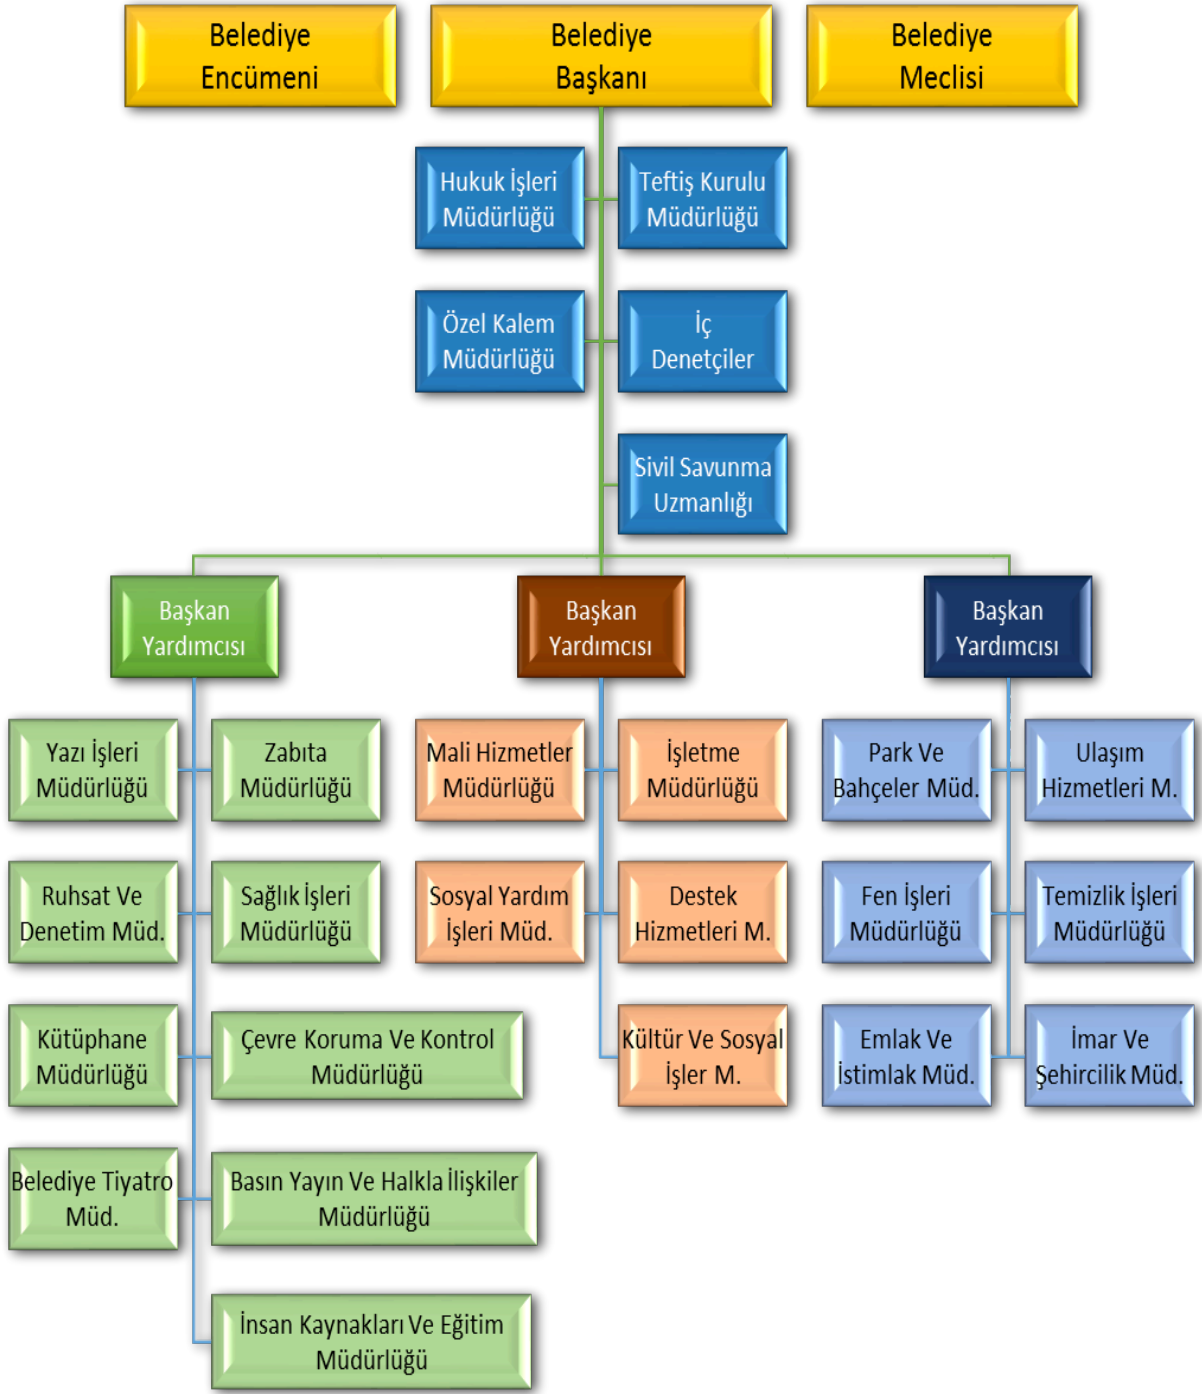 Belediye
Encümeni
Belediye
Başkanı
Belediye
Meclisi
Hukuk İşleri
Müdürlüğü
Teftiş Kurulu
Müdürlüğü
Özel Kalem
Müdürlüğü
İç
Denetçiler
Sivil Savunma
Uzmanlığı
Başkan
Yardımcısı
Başkan
Yardımcısı
Başkan
Yardımcısı
Yazı İşleri
Müdürlüğü
Zabıta
Müdürlüğü
Mali Hizmetler
Müdürlüğü
İşletme
Müdürlüğü
Park Ve
Bahçeler Müd.
Ulaşım
Hizmetleri M.
Ruhsat Ve
Denetim Müd.
Sağlık İşleri
Müdürlüğü
Sosyal Yardım
İşleri Müd.
Destek
Hizmetleri M.
Fen İşleri
Müdürlüğü
Temizlik İşleri
Müdürlüğü
Kütüphane
Müdürlüğü
Çevre Koruma Ve Kontrol
Müdürlüğü
Kültür Ve Sosyal
İşler M.
Emlak Ve
İstimlak Müd.
İmar Ve
Şehircilik Müd.
Belediye Tiyatro
Müd.
Basın Yayın Ve Halkla İlişkiler
Müdürlüğü
İnsan Kaynakları Ve Eğitim
Müdürlüğü